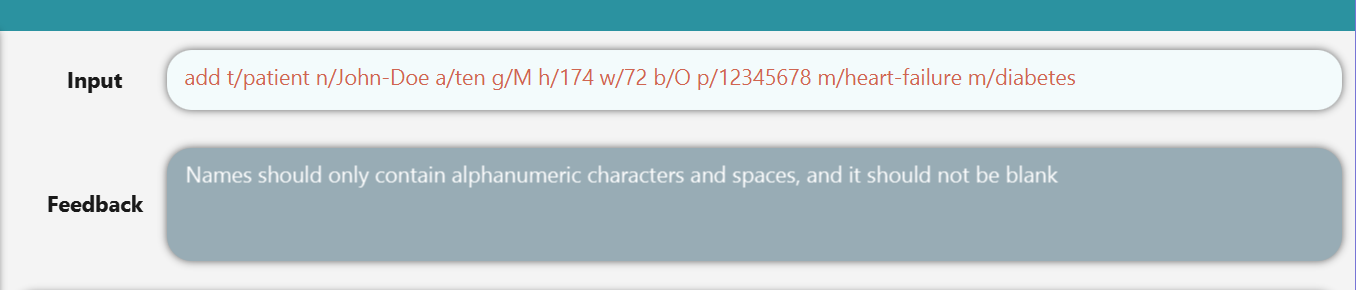 Input
add t/patient n/John-Doe a/ten g/M h/174 w/72 b/O p/12345678 m/heart-failure m/diabetes
Feedback
Names should only contain alphanumeric characters and spaces, and it should not be blank